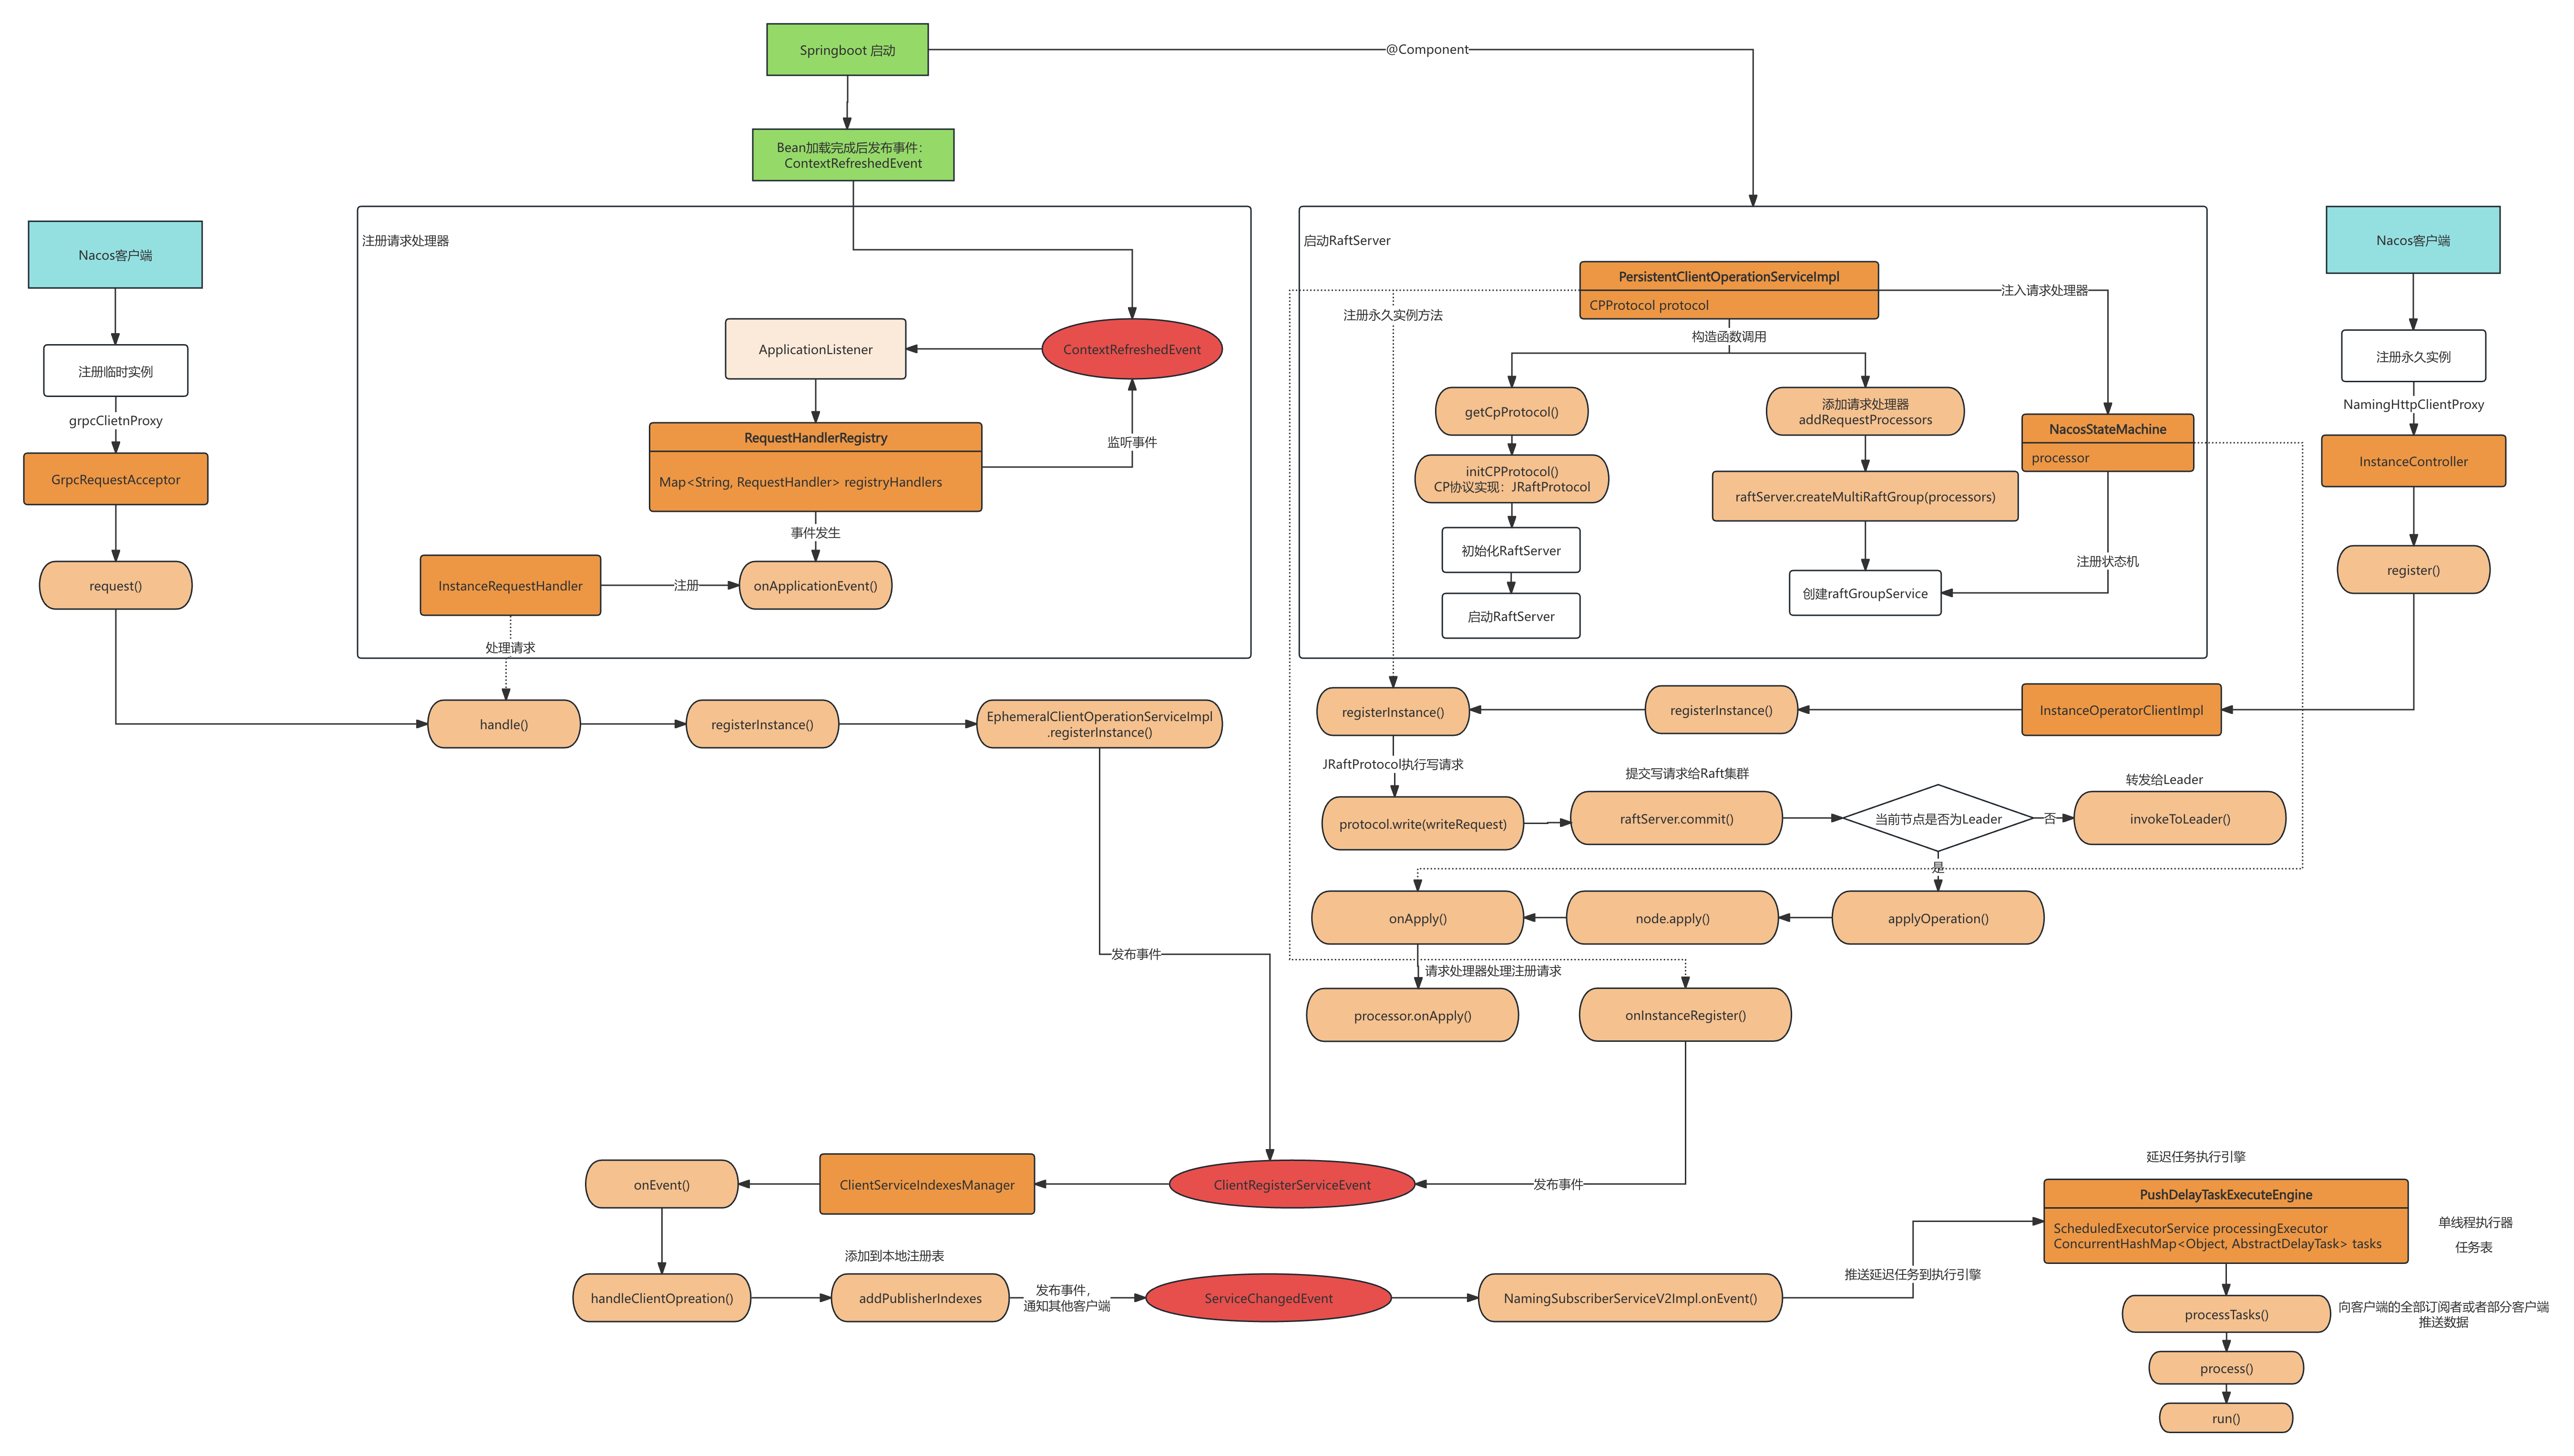 Springboot 启动
@Component
Bean加载完成后发布事件：
ContextRefreshedEvent
Nacos客户端
注册临时实例
grpcClietnProxy
GrpcRequestAcceptor
request()
注册请求处理器
ApplicationListener
ContextRefreshedEvent
监听事件
RequestHandlerRegistry
Map<String, RequestHandler> registryHandlers
事件发生
InstanceRequestHandler
注册
onApplicationEvent()
处理请求
handle()
registerInstance()
EphemeralClientOperationServiceImpl
.registerInstance()
发布事件
启动RaftServer
PersistentClientOperationServiceImpl
CPProtocol protocol
注入请求处理器
注册永久实例方法
构造函数调用
getCpProtocol()
initCPProtocol()
CP协议实现：JRaftProtocol
初始化RaftServer
启动RaftServer
添加请求处理器
addRequestProcessors
raftServer.createMultiRaftGroup(processors)
创建raftGroupService
NacosStateMachine
processor
注册状态机
Nacos客户端
注册永久实例
NamingHttpClientProxy
InstanceController
register()
InstanceOperatorClientImpl
registerInstance()
registerInstance()
JRaftProtocol执行写请求
protocol.write(writeRequest)
提交写请求给Raft集群
raftServer.commit()
当前节点是否为Leader
否
转发给Leader
invokeToLeader()
是
applyOperation()
node.apply()
onApply()
请求处理器处理注册请求
processor.onApply()
onInstanceRegister()
发布事件
ClientRegisterServiceEvent
ClientServiceIndexesManager
onEvent()
handleClientOpreation()
添加到本地注册表
addPublisherIndexes
发布事件，
通知其他客户端
ServiceChangedEvent
NamingSubscriberServiceV2Impl.onEvent()
推送延迟任务到执行引擎
延迟任务执行引擎
PushDelayTaskExecuteEngine
ScheduledExecutorService processingExecutor
ConcurrentHashMap<Object, AbstractDelayTask> tasks
单线程执行器
任务表
processTasks()
向客户端的全部订阅者或者部分客户端
推送数据
process()
run()